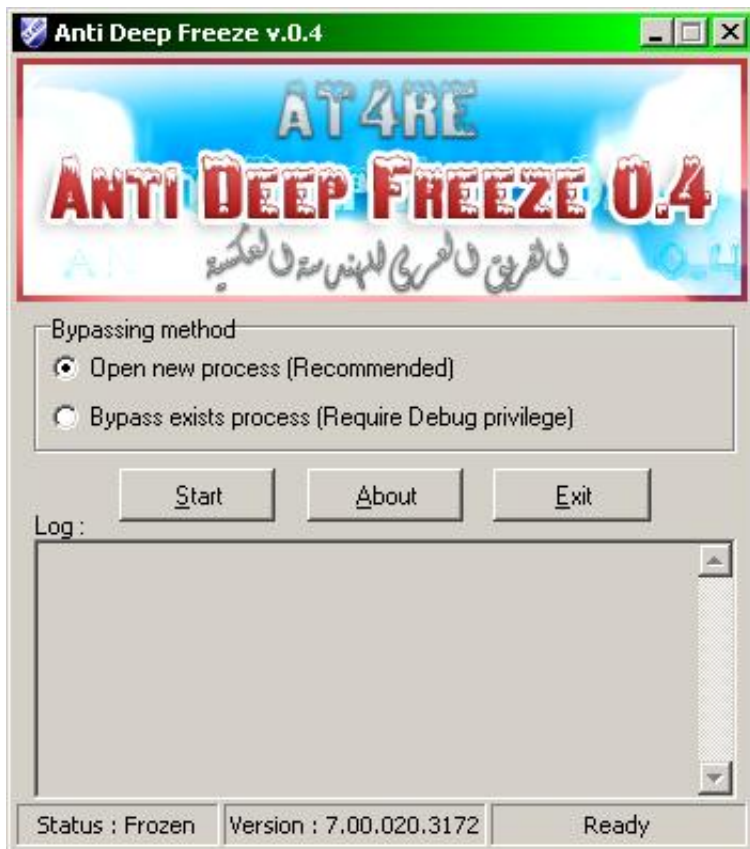 Anti Deep Freeze v.0.4
AT4RE
ANTI DEEP FREEZE 0.4
الفريق العربي للهندسة العكسية
Bypassing method
Open new process (Recommended)
Bypass exists process (Require Debug privilege)
Start About Exit
Log :
Status : Frozen Version : 7.00.020.3172 Ready